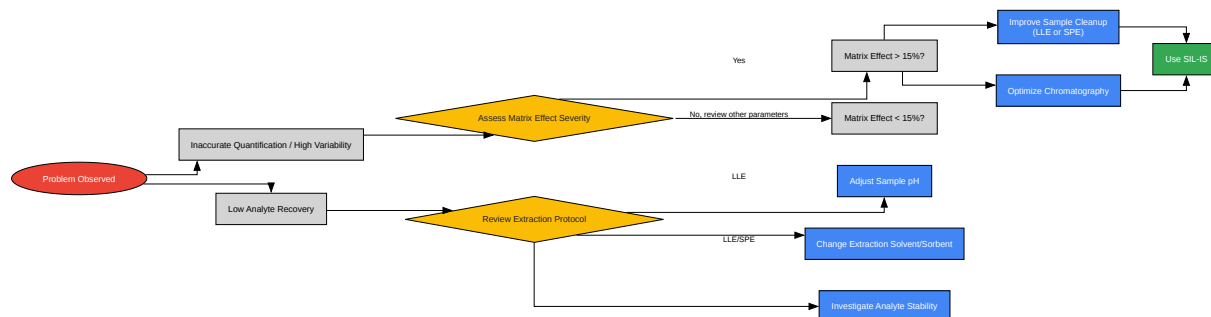 Improve Sample Cleanup
(LLE or SPE)
Yes
Matrix Effect > 15%?
Use SIL-IS
Optimize Chromatography
Assess Matrix Effect Severity
No, review other parameters
Matrix Effect < 15%?
Inaccurate Quantification / High Variability
Problem Observed
LLE
Adjust Sample pH
Low Analyte Recovery
Review Extraction Protocol
LLE/SPE
Change Extraction Solvent/Sorbent
Investigate Analyte Stability